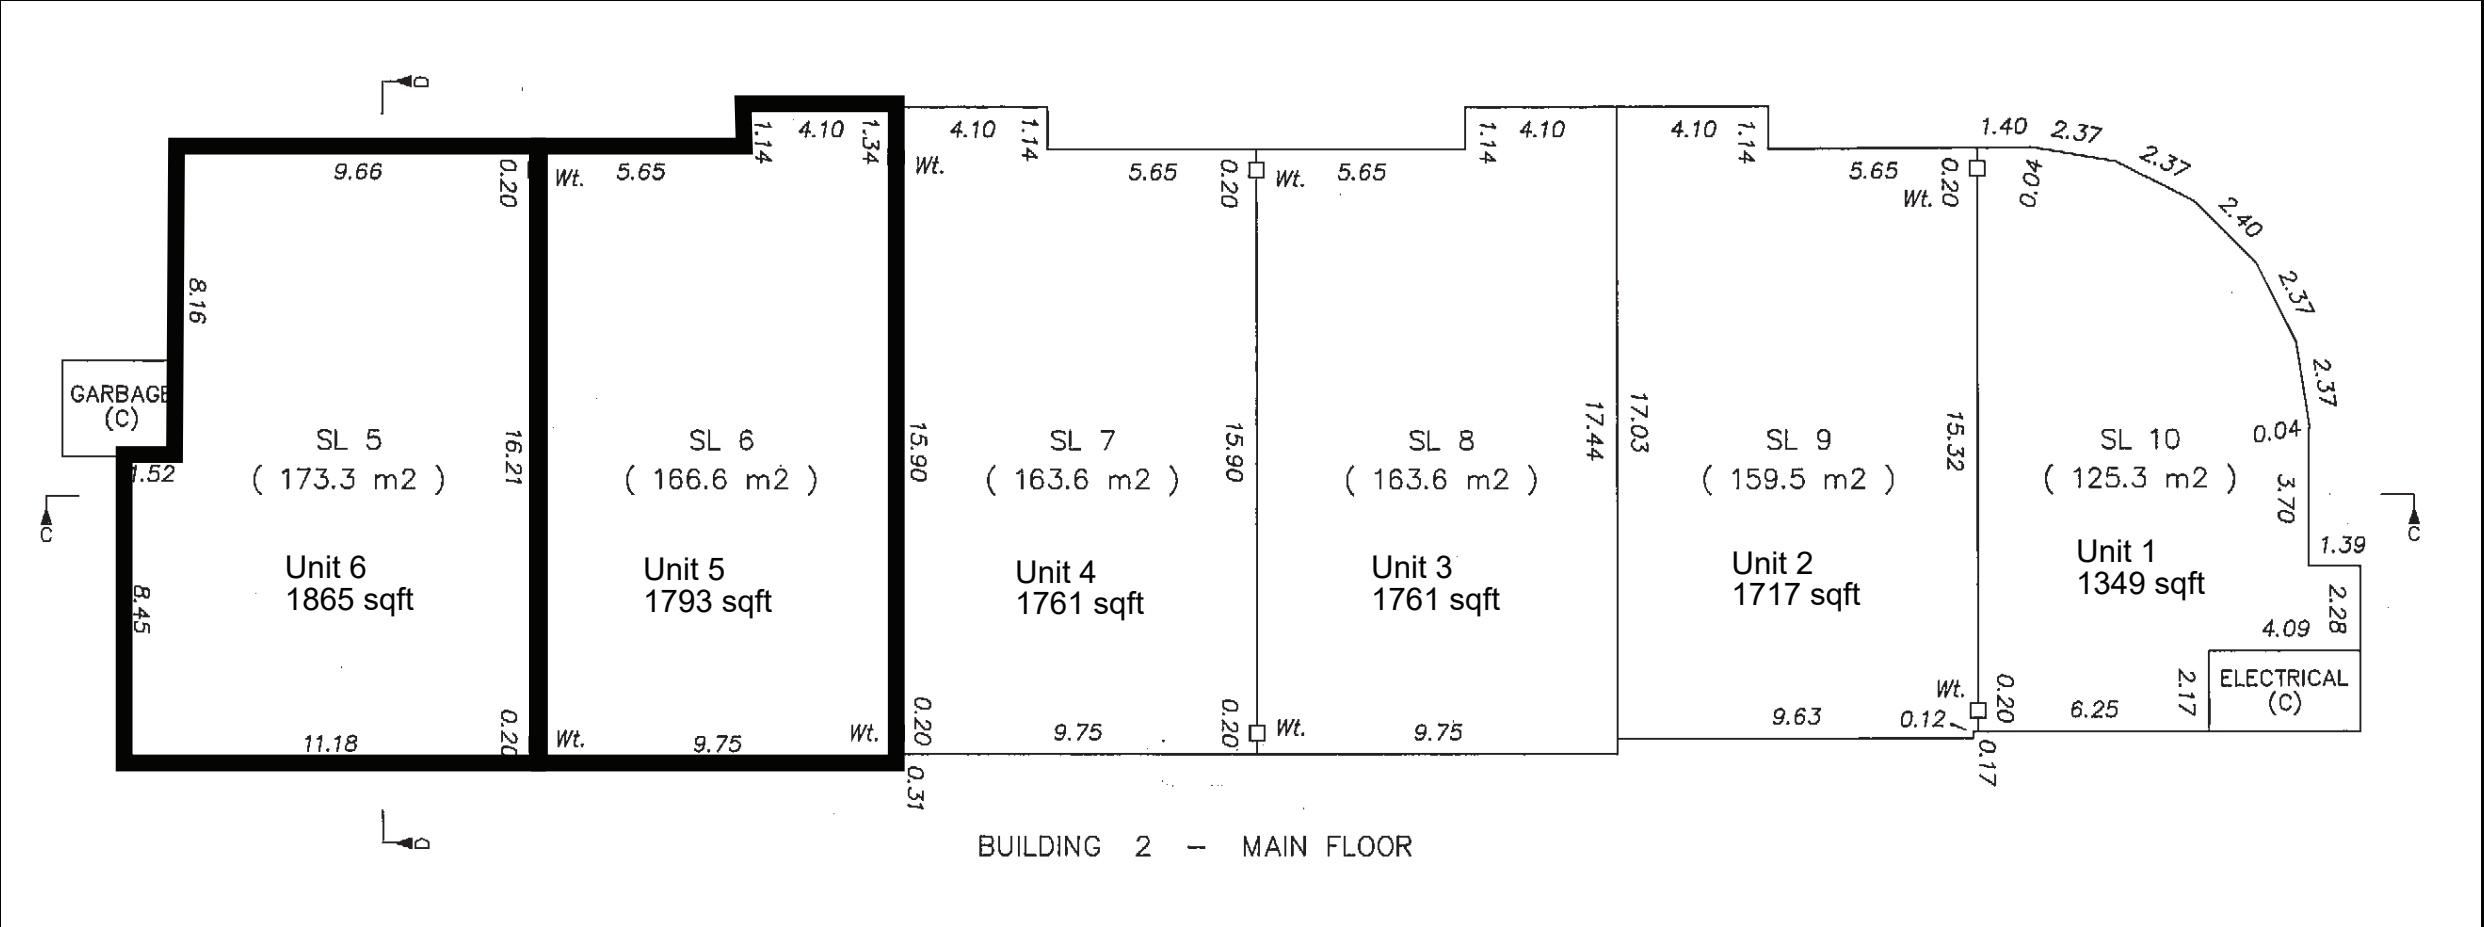 D
1.14
4.10
1.34
4.10
1.14
1.14
4.10
4.10
1.14
1.40
2.37
9.66
0.20
Wt.
5.65
Wt.
5.65
0.20
Wt.
5.65
5.65
Wt.
0.20
0.04
2.37
2.40
2.37
2.37
8.16
GARBAGE
(C)
1.52
SL 5
( 173.3 m2 )
16.21
SL 6
( 166.6 m2 )
15.90
SL 7
( 163.6 m2 )
15.90
SL 8
( 163.6 m2 )
17.44
17.03
SL 9
( 159.5 m2 )
15.32
SL 10
( 125.3 m2 )
0.04
3.70
C
C
1.39
2.28
4.09
8.45
Unit 6
1865 sqft
Unit 5
1793 sqft
Unit 4
1761 sqft
Unit 3
1761 sqft
Unit 2
1717 sqft
Unit 1
1349 sqft
11.18
0.20
Wt.
9.75
Wt.
0.20
9.75
0.20
Wt.
9.75
9.63
Wt.
0.12
0.20
6.25
2.17
ELECTRICAL
(C)
0.31
0.17
D
BUILDING 2 - MAIN FLOOR